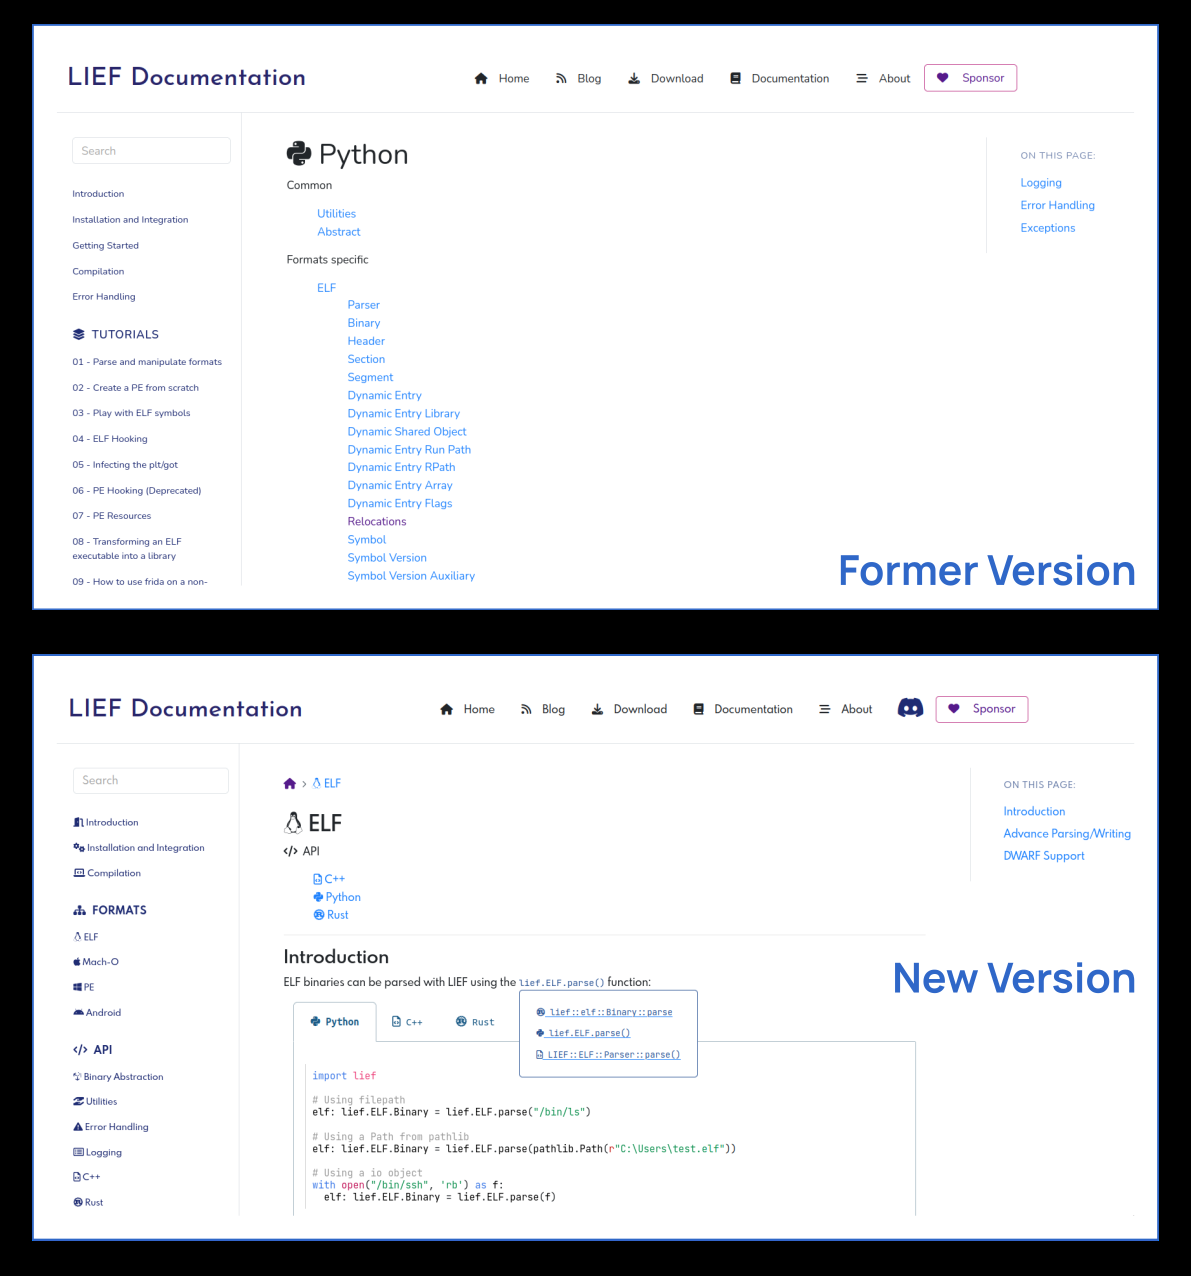 LIEF Documentation
Home Blog Download Documentation About Sponsor
Search
Introduction
Installation and Integration
Getting Started
Compilation
Error Handling
TUTORIALS
01 - Parse and manipulate formats
02 - Create a PE from scratch
03 - Play with ELF symbols
04 - ELF Hooking
05 - Infecting the plt/got
06 - PE Hooking (Deprecated)
07 - PE Resources
08 - Transforming an ELF
executable into a library
09 - How to use frida on a non-
Python
Common
Utilities
Abstract
Formats specific
ELF
Parser
Binary
Header
Section
Segment
Dynamic Entry
Dynamic Entry Library
Dynamic Shared Object
Dynamic Entry Run Path
Dynamic Entry RPath
Dynamic Entry Array
Dynamic Entry Flags
Relocations
Symbol
Symbol Version
Symbol Version Auxiliary
ON THIS PAGE:
Logging
Error Handling
Exceptions
Former Version
LIEF Documentation
Home Blog Download Documentation About Sponsor
Search
Introduction
Installation and Integration
Compilation
FORMATS
ELF
Mach-O
PE
Android
</> API
Binary Abstraction
Utilities
Error Handling
Logging
C++
Rust
> ELF
ELF
</> API
C++
Python
Rust
Introduction
ELF binaries can be parsed with LIEF using the lief.ELF.parse() function:
Python C++ Rust
lief::elf::Binary::parse
lief.ELF.parse()
LIEF::ELF::Parser::parse()
import lief
# Using filepath
elf: lief.ELF.Binary = lief.ELF.parse("/bin/ls")
# Using a Path from pathlib
elf: lief.ELF.Binary = lief.ELF.parse(pathlib.Path(r"C:\Users\test.elf"))
# Using a io object
with open("/bin/ssh", 'rb') as f:
elf: lief.ELF.Binary = lief.ELF.parse(f)
ON THIS PAGE:
Introduction
Advance Parsing/Writing
DWARF Support
New Version